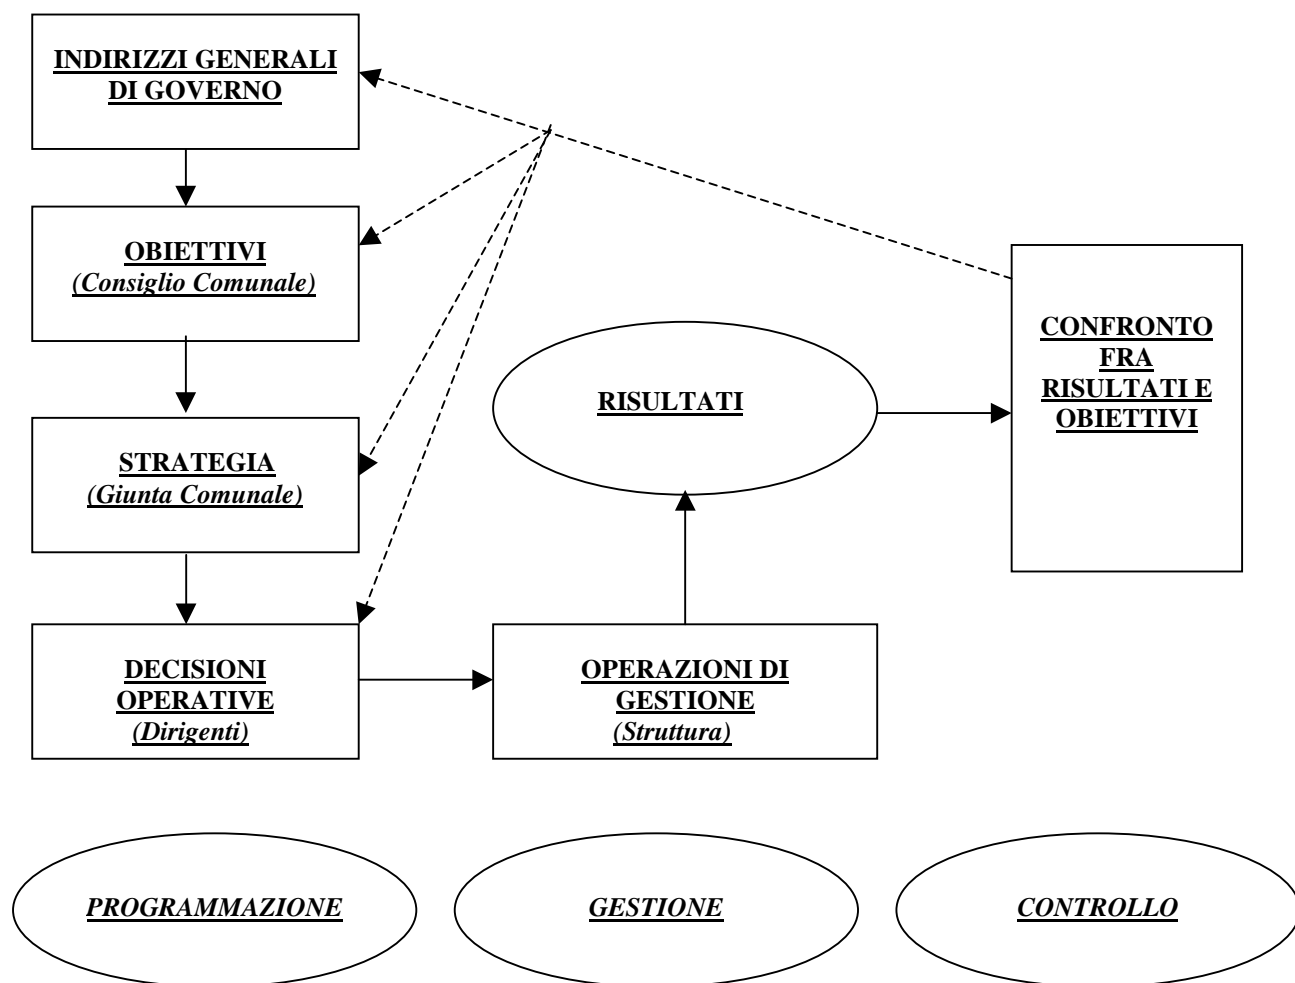 INDIRIZZI GENERALI
DI GOVERNO
OBIETTIVI
(Consiglio Comunale)
STRATEGIA
(Giunta Comunale)
DECISIONI
OPERATIVE
(Dirigenti)
OPERAZIONI DI
GESTIONE
(Struttura)
RISULTATI
CONFRONTO
FRA
RISULTATI E
OBIETTIVI
PROGRAMMAZIONE
GESTIONE
CONTROLLO